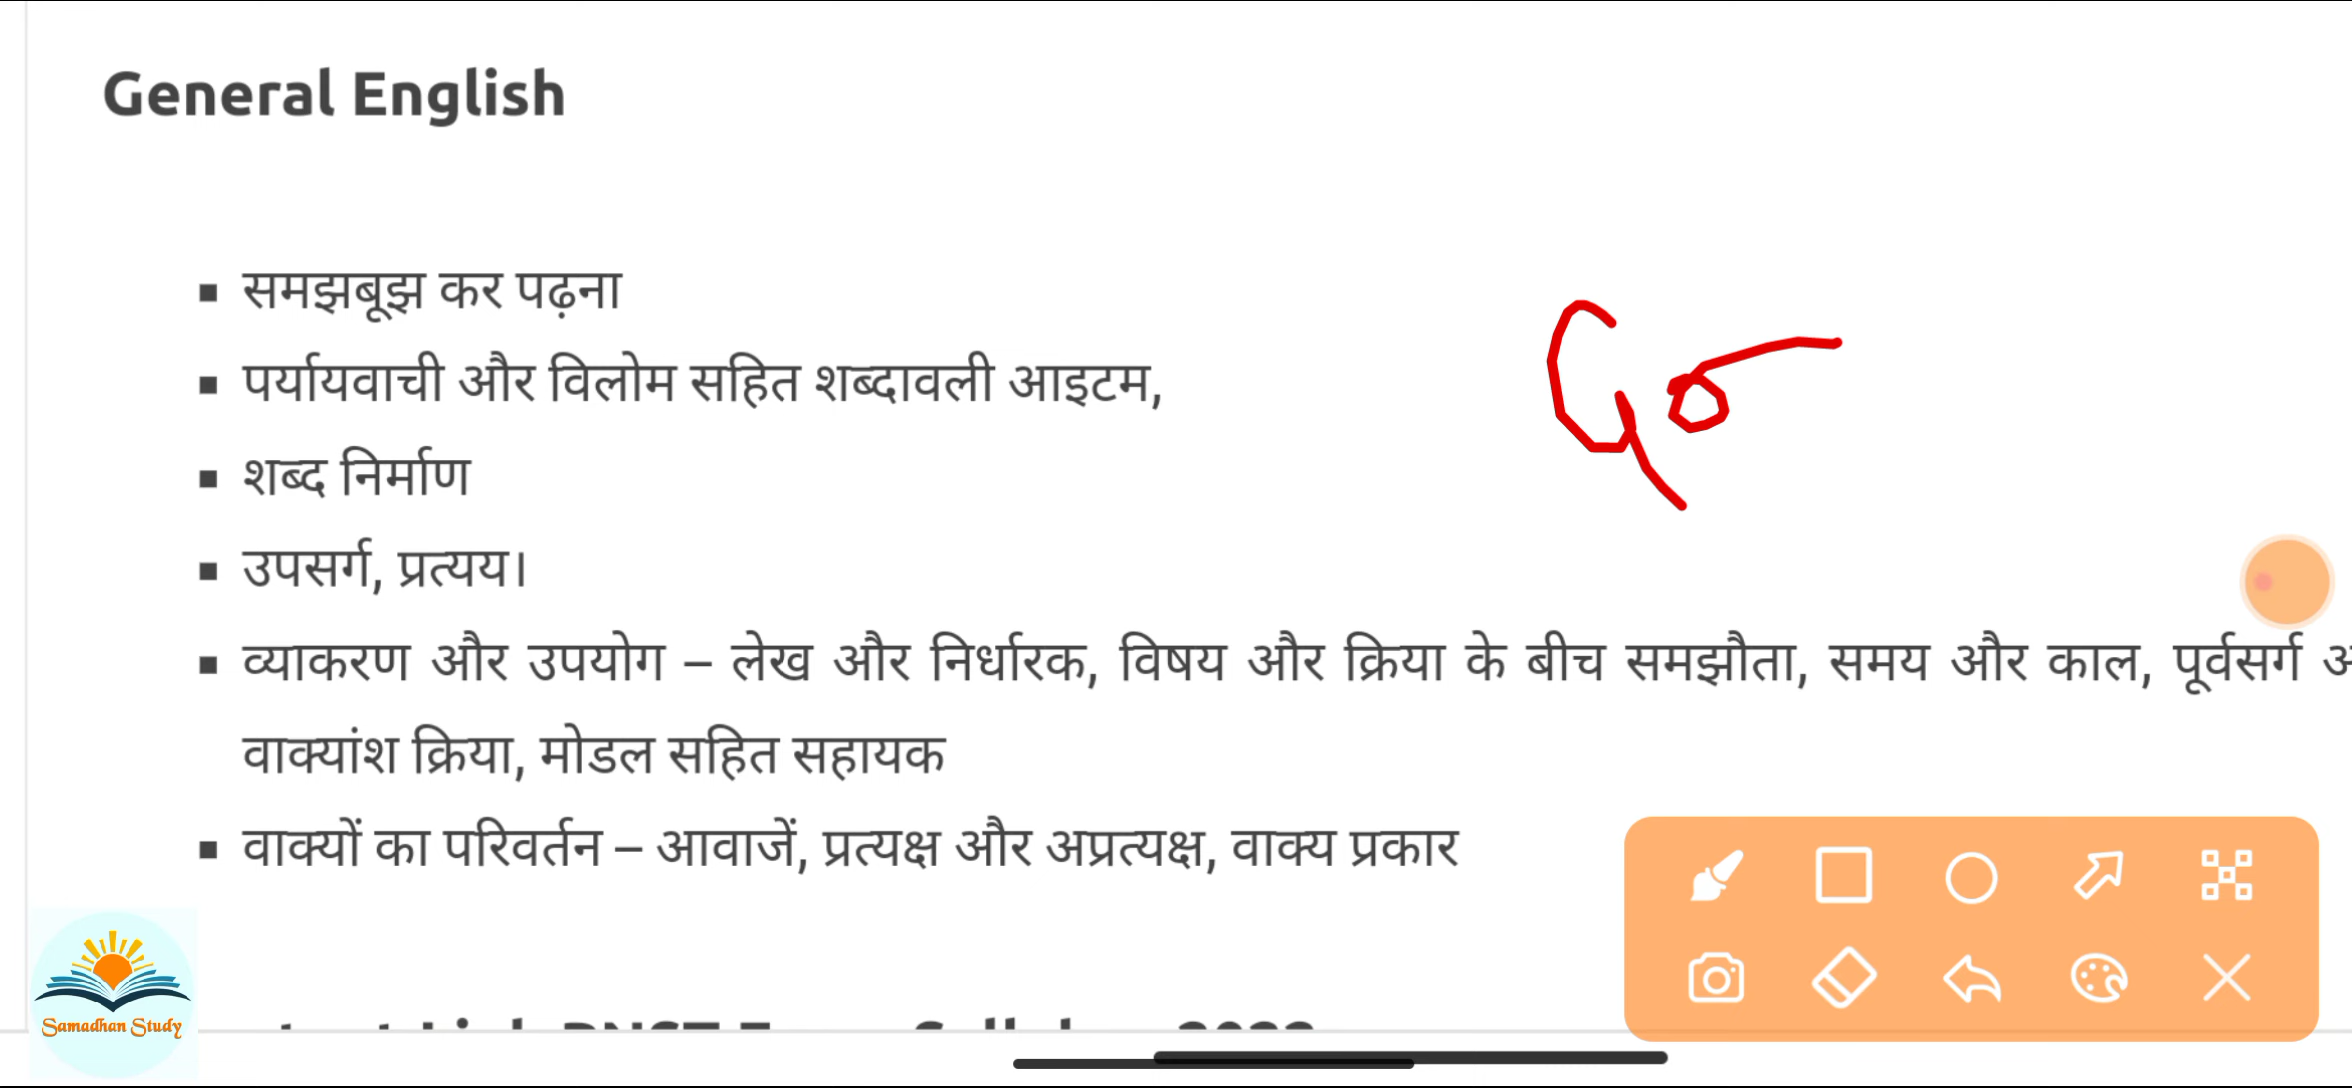 General English
▪ समझबूझ कर पढ़ना
▪ पर्यायवाची और विलोम सहित शब्दावली आइटम,
▪ शब्द निर्माण
▪ उपसर्ग, प्रत्यय।
▪ व्याकरण और उपयोग – लेख और निर्धारक, विषय और क्रिया के बीच समझौता, समय और काल, पूर्वसर्ग
वाक्यांश क्रिया, मोडल सहित सहायक
▪ वाक्यों का परिवर्तन – आवाजें, प्रत्यक्ष और अप्रत्यक्ष, वाक्य प्रकार
Samadhan Study